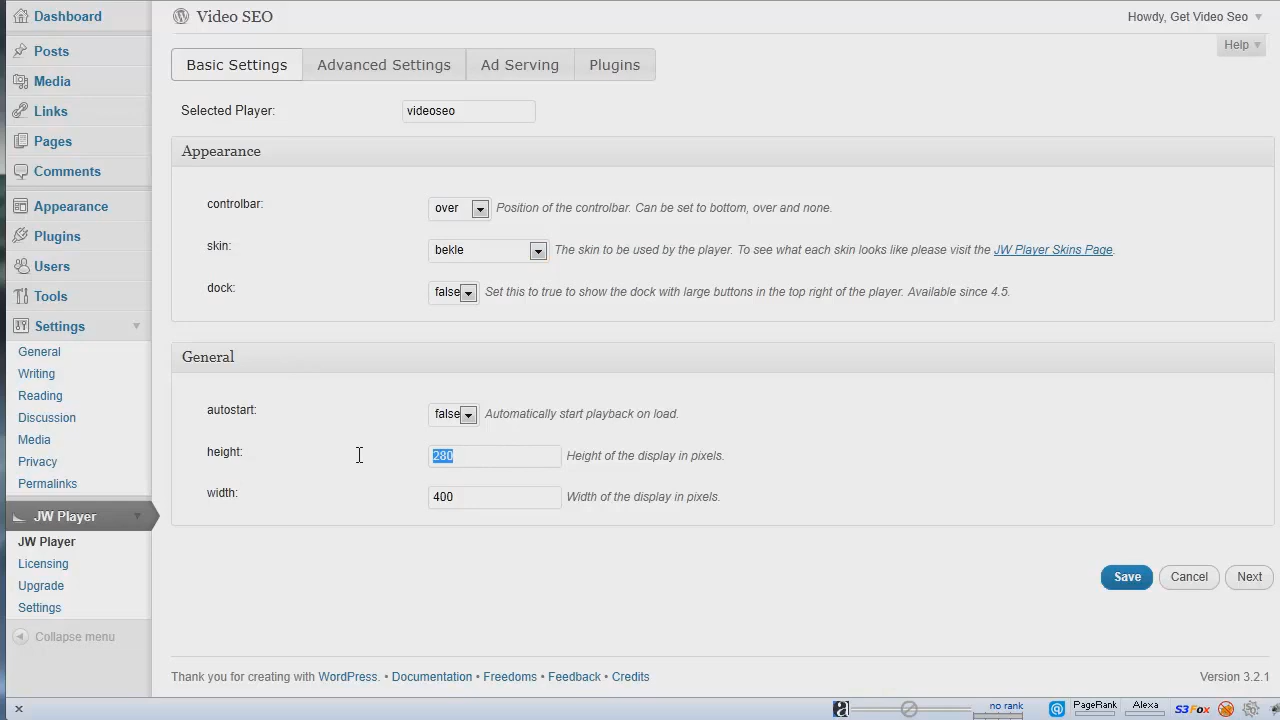 Dashboard
Posts
Media
Links
Pages
Comments
Appearance
Plugins
Users
Tools
Settings
General
Writing
Reading
Discussion
Media
Privacy
Permalinks
JW Player
JW Player
Licensing
Upgrade
Settings
Collapse menu
Video SEO
Howdy, Get Video Seo
Help
Basic Settings Advanced Settings Ad Serving Plugins
Selected Player: videoseo
Appearance
controlbar: over Position of the controlbar. Can be set to bottom, over and none.
skin: bekle The skin to be used by the player. To see what each skin looks like please visit the JW Player Skins Page.
dock: false Set this to true to show the dock with large buttons in the top right of the player. Available since 4.5.
General
autostart: false Automatically start playback on load.
height: 280 Height of the display in pixels.
width: 400 Width of the display in pixels.
Save Cancel Next
Thank you for creating with WordPress. • Documentation • Freedoms • Feedback • Credits
Version 3.2.1
a no rank @ PageRank Alexa S3Fox